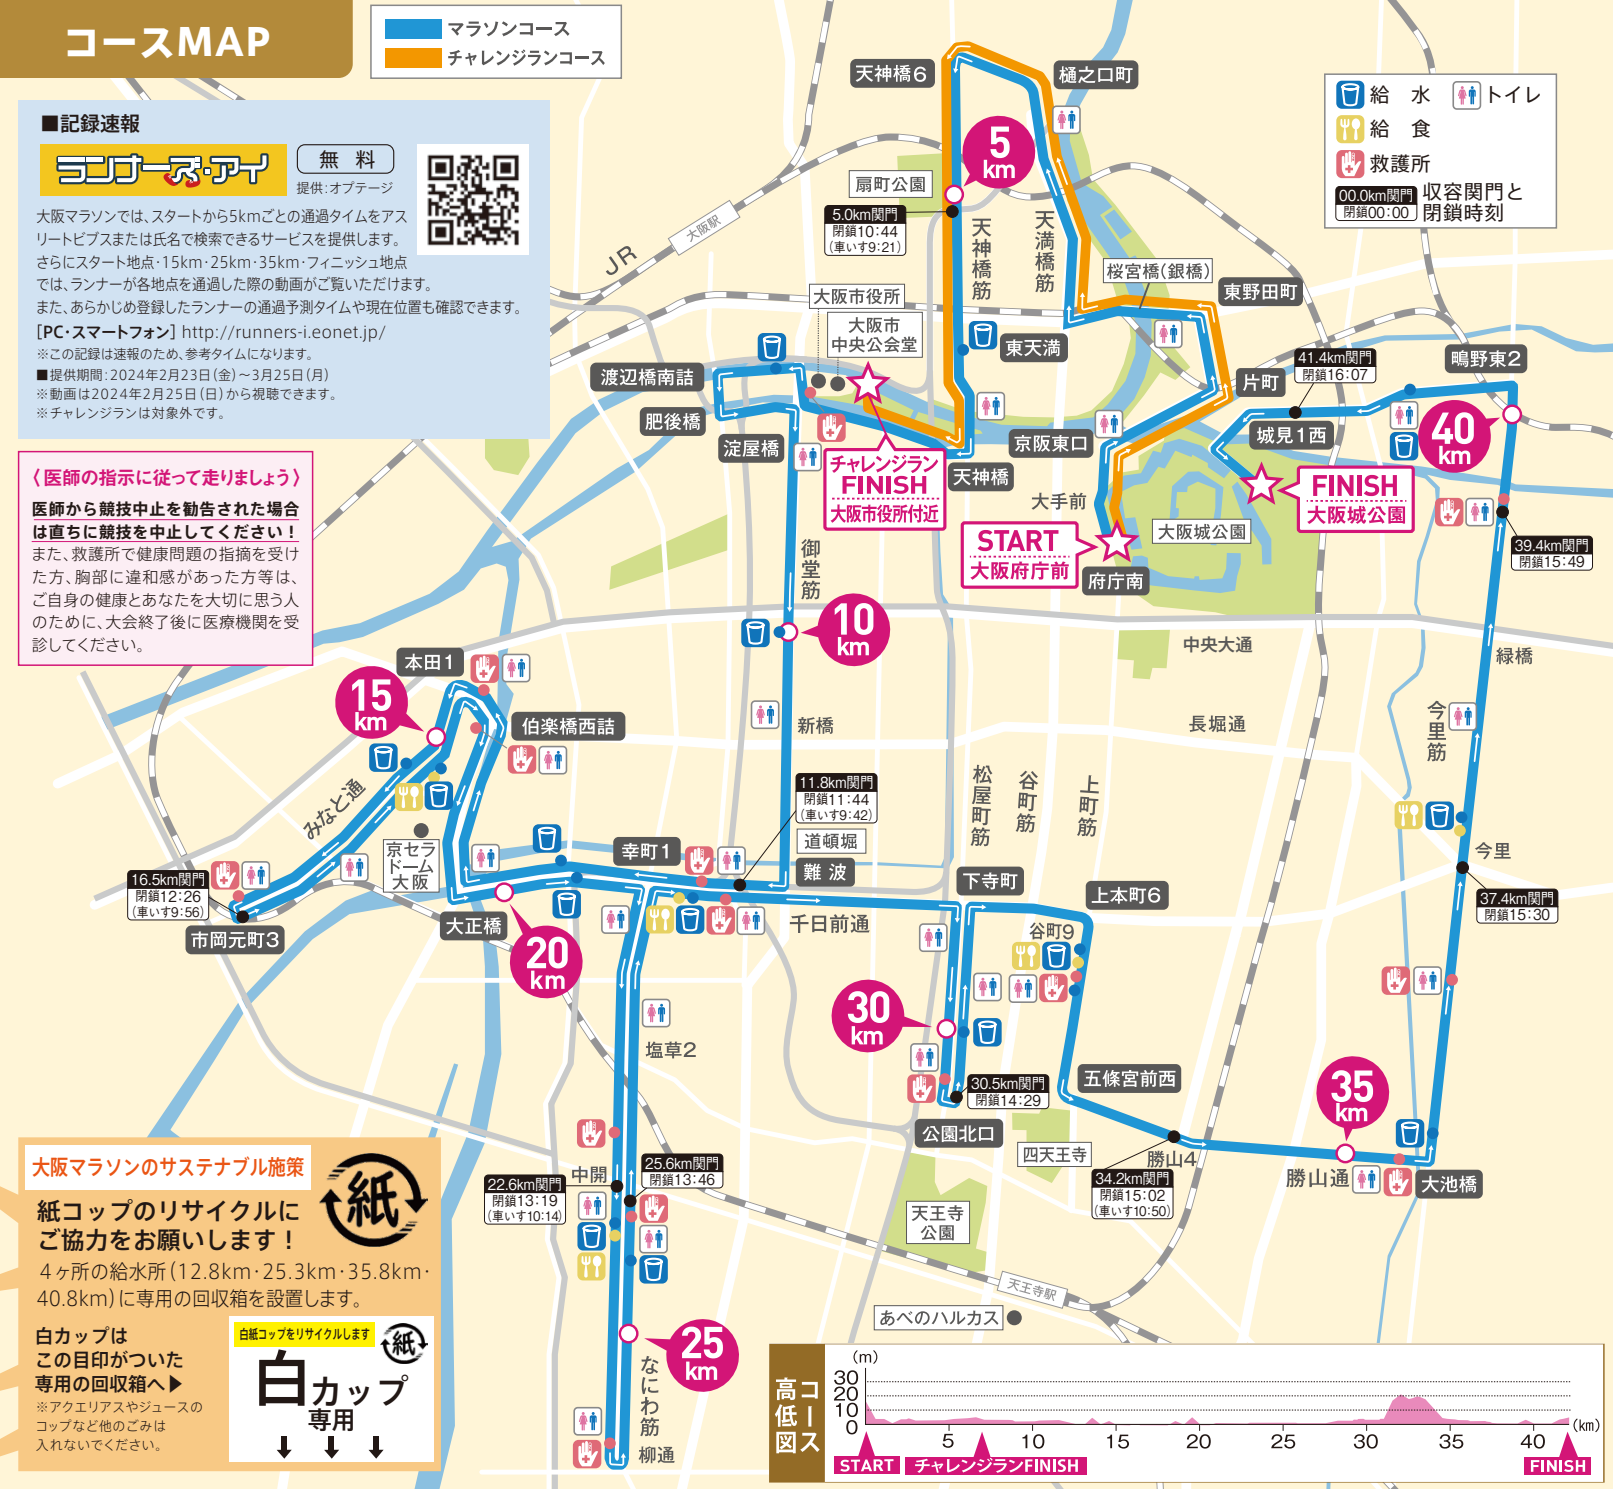 コースMAP
マラソンコース
チャレンジランコース
■記録速報
ランナーズ・アイ
無 料
提供:オプテージ
大阪マラソンでは、スタートから5kmごとの通過タイムをアス
リートビブスまたは氏名で検索できるサービスを提供します。
さらにスタート地点・15km・25km・35km・フィニッシュ地点
では、ランナーが各地点を通過した際の動画がご覧いただけます。
また、あらかじめ登録したランナーの通過予測タイムや現在位置も確認できます。
[PC・スマートフォン] http://runners-i.eonet.jp/
※この記録は速報のため、参考タイムになります。
■提供期間:2024年2月23日(金)〜3月25日(月)
※動画は2024年2月25日(日)から視聴できます。
※チャレンジランは対象外です。
〈医師の指示に従って走りましょう〉
医師から競技中止を勧告された場合
は直ちに競技を中止してください!
また、救護所で健康問題の指摘を受け
た方、胸部に違和感があった方等は、
ご自身の健康とあなたを大切に思う人
のために、大会終了後に医療機関を受
診してください。
給 水
トイレ
給 食
救護所
00.0km関門
閉鎖00:00
収容関門と
閉鎖時刻
天神橋6
樋之口町
5
km
扇町公園
5.0km関門
閉鎖10:44
(車いす9:21)
天神橋筋
天満橋筋
JR
大阪駅
桜宮橋(銀橋)
東野田町
大阪市役所
大阪市
中央公会堂
東天満
渡辺橋南詰
肥後橋
淀屋橋
チャレンジラン
FINISH
大阪市役所付近
天神橋
京阪東口
片町
41.4km関門
閉鎖16:07
鴫野東2
城見1西
40
km
FINISH
大阪城公園
大手前
START
大阪府庁前
府庁南
大阪城公園
39.4km関門
閉鎖15:49
御堂筋
10
km
中央大通
緑橋
本田1
15
km
伯楽橋西詰
新橋
長堀通
今里筋
みなと通
京セラ
ドーム
大阪
11.8km関門
閉鎖11:44
(車いす9:42)
道頓堀
難波
松屋町筋
谷町筋
上町筋
今里
幸町1
16.5km関門
閉鎖12:26
(車いす9:56)
市岡元町3
大正橋
20
km
千日前通
下寺町
上本町6
谷町9
37.4km関門
閉鎖15:30
30
km
塩草2
30.5km関門
閉鎖14:29
五條宮前西
35
km
公園北口
四天王寺
勝山4
34.2km関門
閉鎖15:02
(車いす10:50)
勝山通
大池橋
中開
22.6km関門
閉鎖13:19
(車いす10:14)
25.6km関門
閉鎖13:46
天王寺
公園
天王寺駅
あべのハルカス
25
km
なにわ筋
柳通
大阪マラソンのサステナブル施策
紙コップのリサイクルに
ご協力をお願いします!
紙
4ヶ所の給水所(12.8km・25.3km・35.8km・
40.8km)に専用の回収箱を設置します。
白カップは
この目印がついた
専用の回収箱へ▶
※アクエリアスやジュースの
コップなど他のごみは
入れないでください。
白紙コップをリサイクルします
紙
白カップ
専用
コース
高低図
(m)
30
20
10
0
5 10 15 20 25 30 35 40 (km)
START
チャレンジランFINISH
FINISH